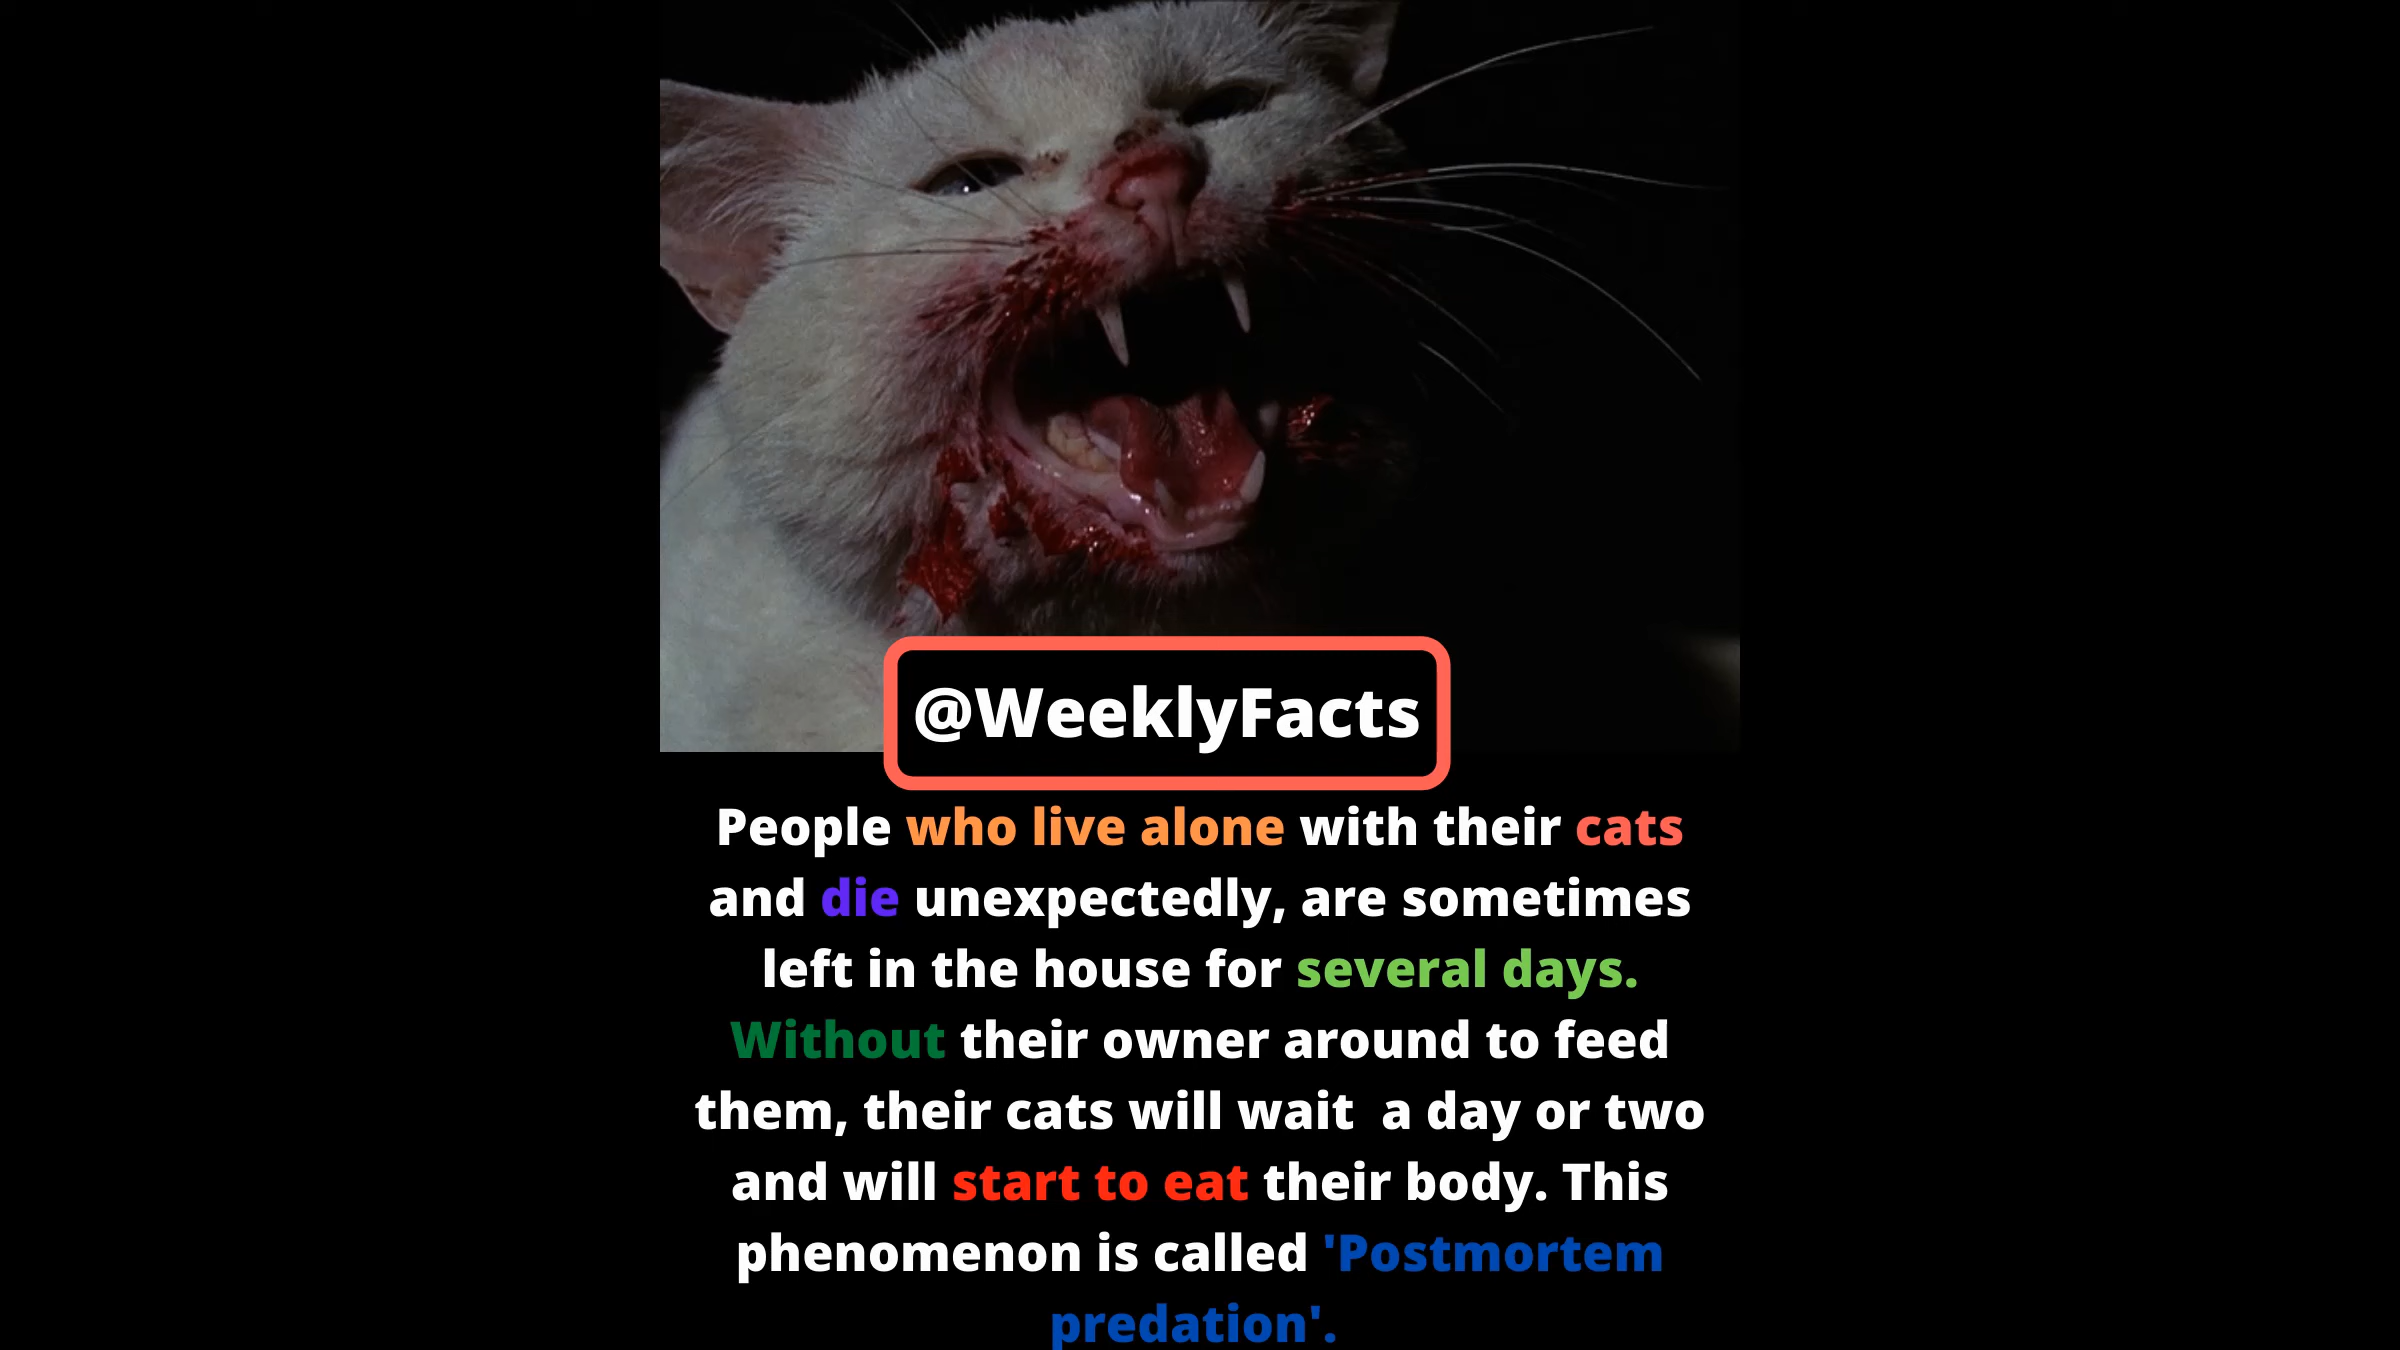 @WeeklyFacts
People who live alone with their cats
and die unexpectedly, are sometimes
left in the house for several days.
Without their owner around to feed
them, their cats will wait  a day or two
and will start to eat their body. This
phenomenon is called 'Postmortem
predation'.